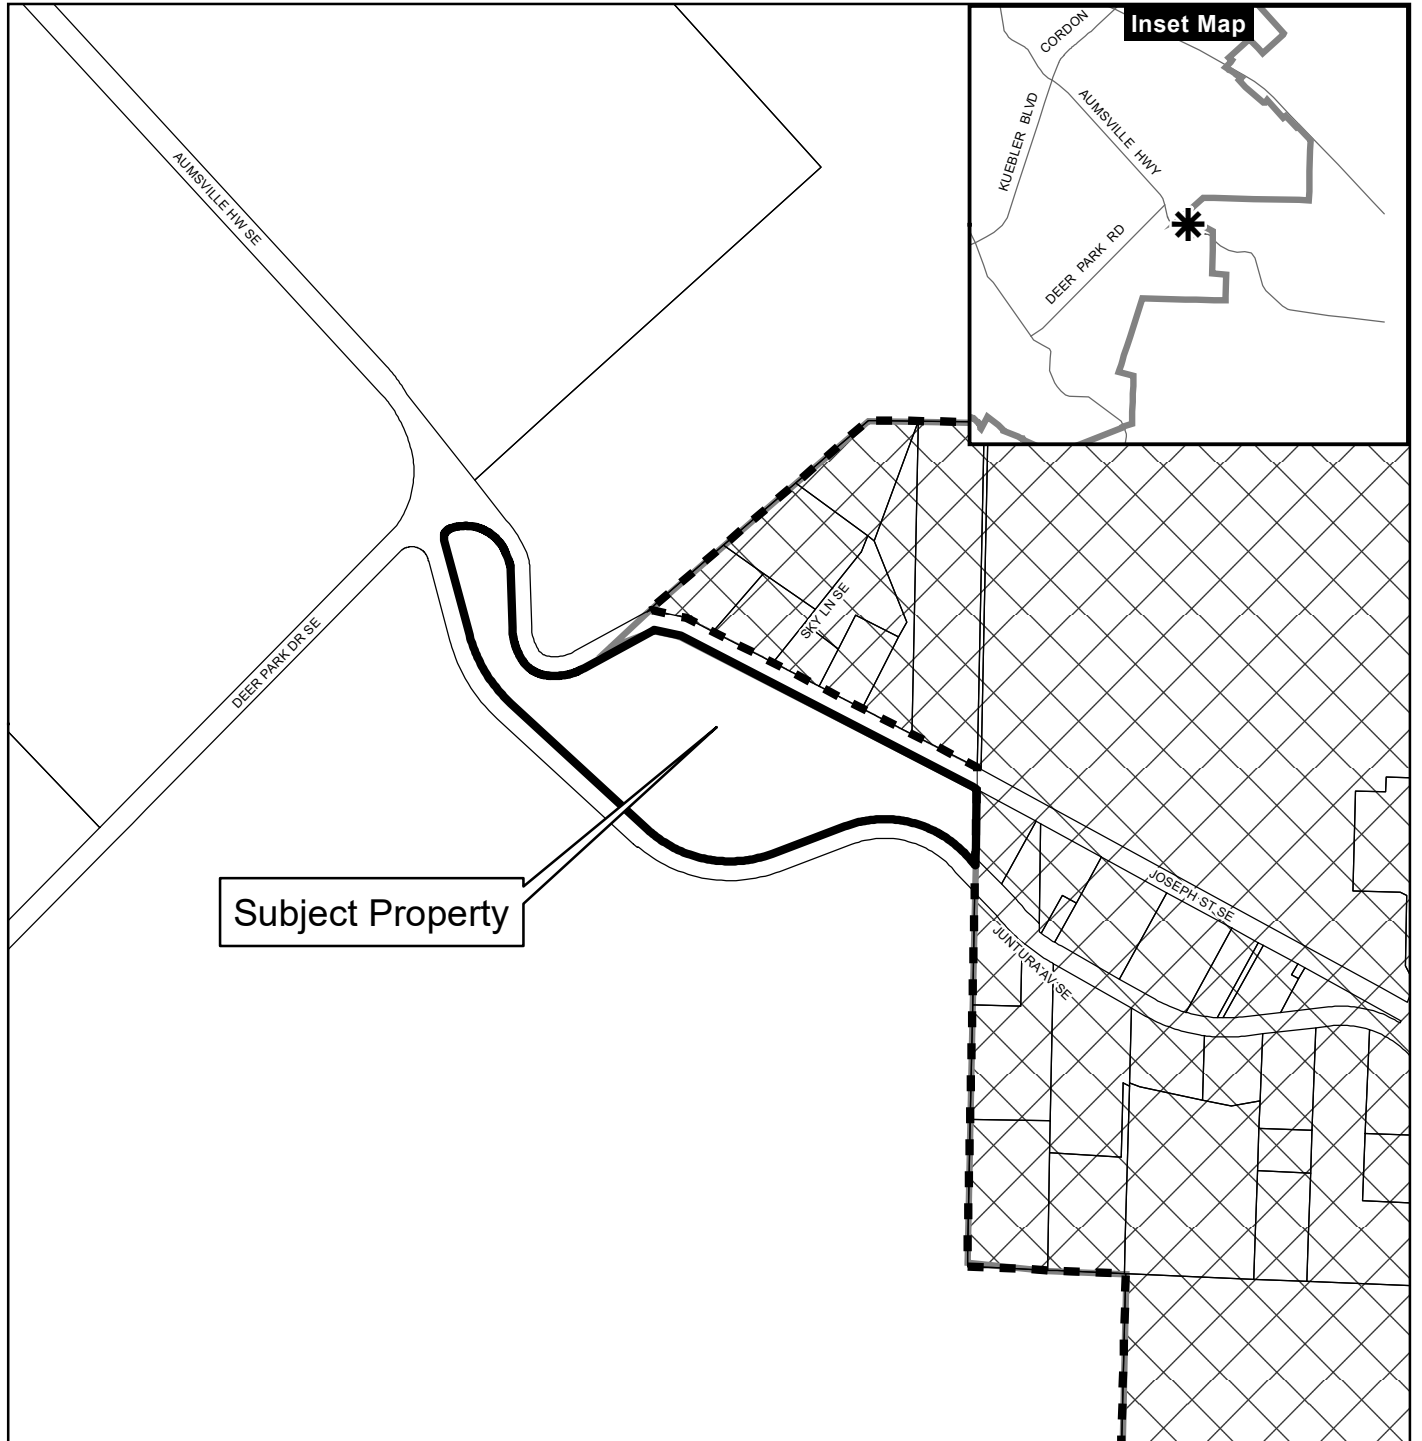 Inset Map
CORDON
KUEBLER BLVD
AUMSVILLE HWY
DEER PARK RD
AUMSVILLE HW SE
DEER PARK DR SE
SKY LN SE
Subject Property
JOSEPH ST SE
JUNTURA AV SE